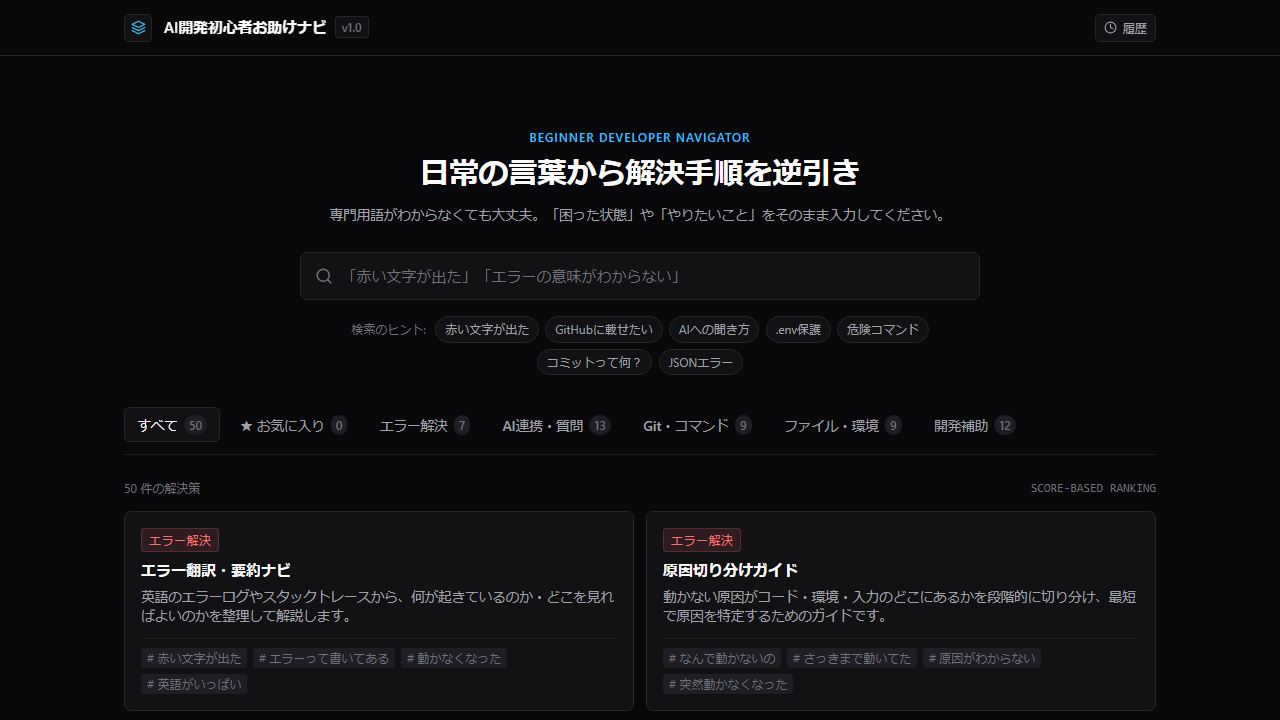 AI開発初心者お助けナビ v1.0
履歴
BEGINNER DEVELOPER NAVIGATOR
日常の言葉から解決手順を逆引き
専門用語がわからなくても大丈夫。「困った状態」や「やりたいこと」をそのまま入力してください。
「赤い文字が出た」「エラーの意味がわからない」
検索のヒント: 赤い文字が出た GitHubに載せたい AIへの聞き方 .env保護 危険コマンド
コミットって何？ JSONエラー
すべて 50 ★ お気に入り 0 エラー解決 7 AI連携・質問 13 Git・コマンド 9 ファイル・環境 9 開発補助 12
50 件の解決策
SCORE-BASED RANKING
エラー解決
エラー翻訳・要約ナビ
英語のエラーログやスタックトレースから、何が起きているのか・どこを見れ
ばよいのかを整理して解説します。
# 赤い文字が出た # エラーって書いてある # 動かなくなった
# 英語がいっぱい
エラー解決
原因切り分けガイド
動かない原因がコード・環境・入力のどこにあるかを段階的に切り分け、最短
で原因を特定するためのガイドです。
# なんで動かないの # さっきまで動いてた # 原因がわからない
# 突然動かなくなった